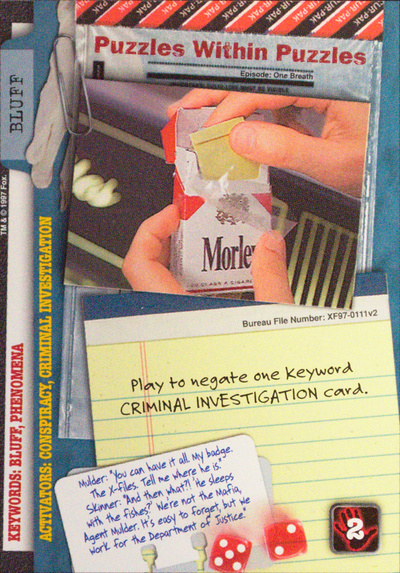 Puzzles Within Puzzles
Episode: One Breath
BLUFF
TM & © 1997 Fox.
KEYWORDS: BLUFF, PHENOMENA
ACTIVATORS: CONSPIRACY, CRIMINAL INVESTIGATION
Morley
Bureau File Number: XF97-0111v2
Play to negate one keyword
CRIMINAL INVESTIGATION card.
Mulder: "You can have it all. My badge.
The X-Files. Tell me where he is."
Skinner: "And then what?! He sleeps
with the fishes? We're not the Mafia,
Agent Mulder. It's easy to forget, but we
work for the Department of Justice."
2